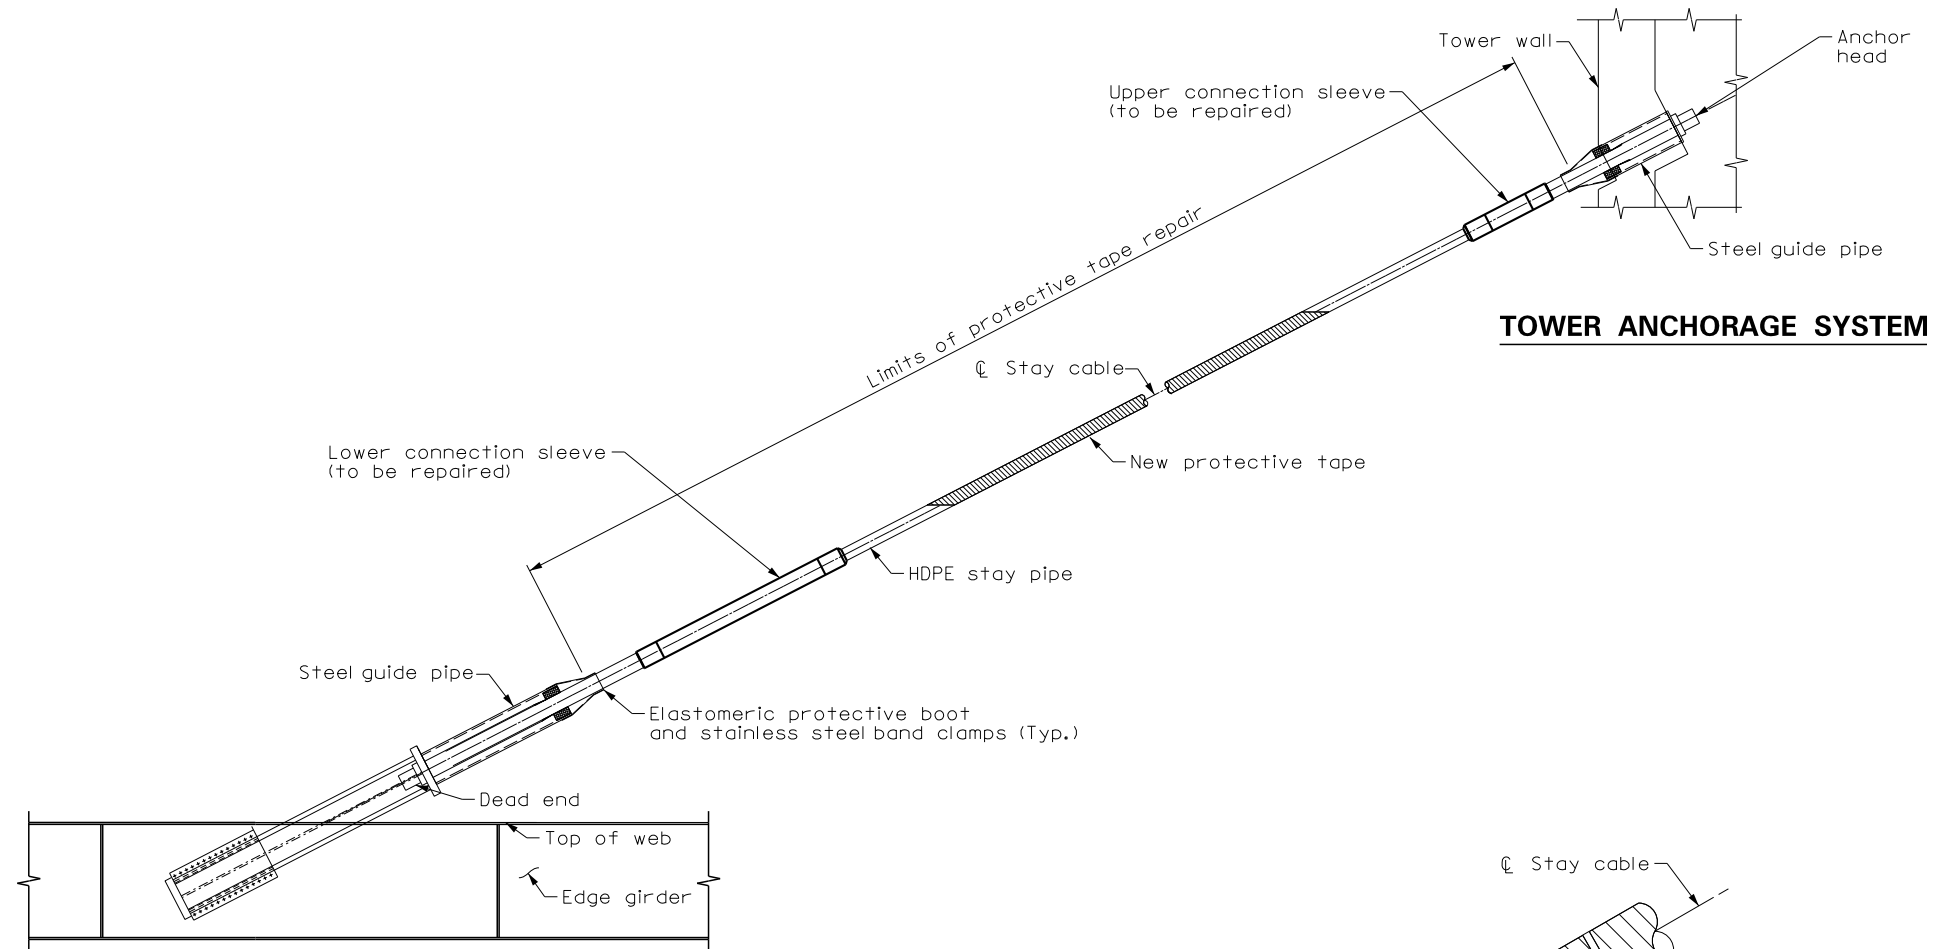 Tower wall
Anchor
head
Upper connection sleeve
(to be repaired)
Steel guide pipe
Limits of protective tape repair
TOWER ANCHORAGE SYSTEM
℄ Stay cable
New protective tape
Lower connection sleeve
(to be repaired)
HDPE stay pipe
Steel guide pipe
Elastomeric protective boot
and stainless steel band clamps (Typ.)
Dead end
Top of web
Edge girder
℄ Stay cable